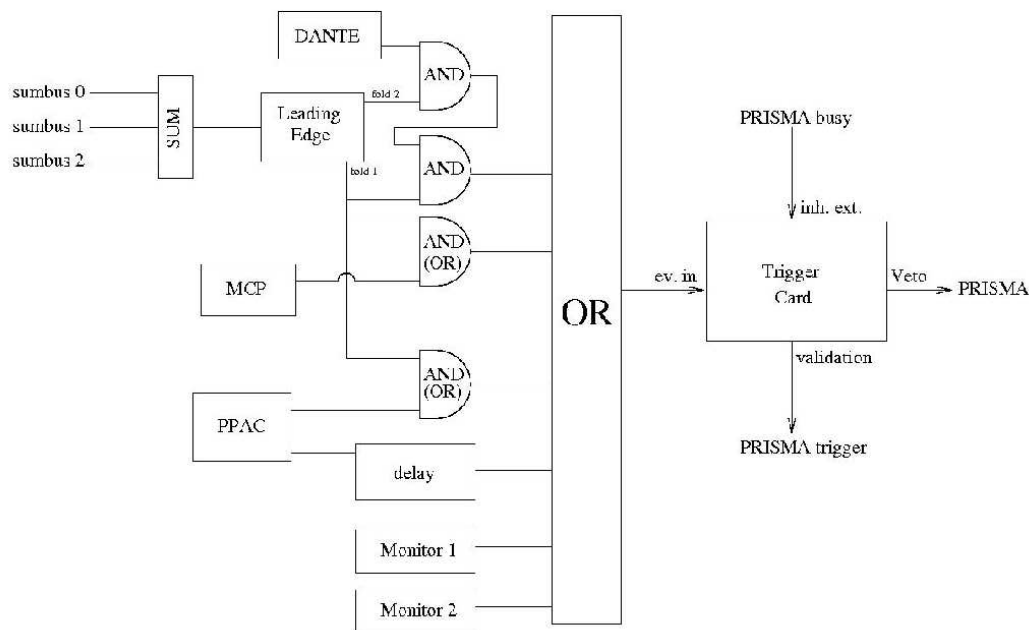 DANTE
AND
sumbus 0
fold 2
SUM
Leading
Edge
sumbus 1
PRISMA busy
sumbus 2
fold 1
AND
inh. ext.
AND
(OR)
MCP
OR
ev. in
Trigger
Card
Veto
PRISMA
validation
AND
(OR)
PPAC
PRISMA trigger
delay
Monitor 1
Monitor 2